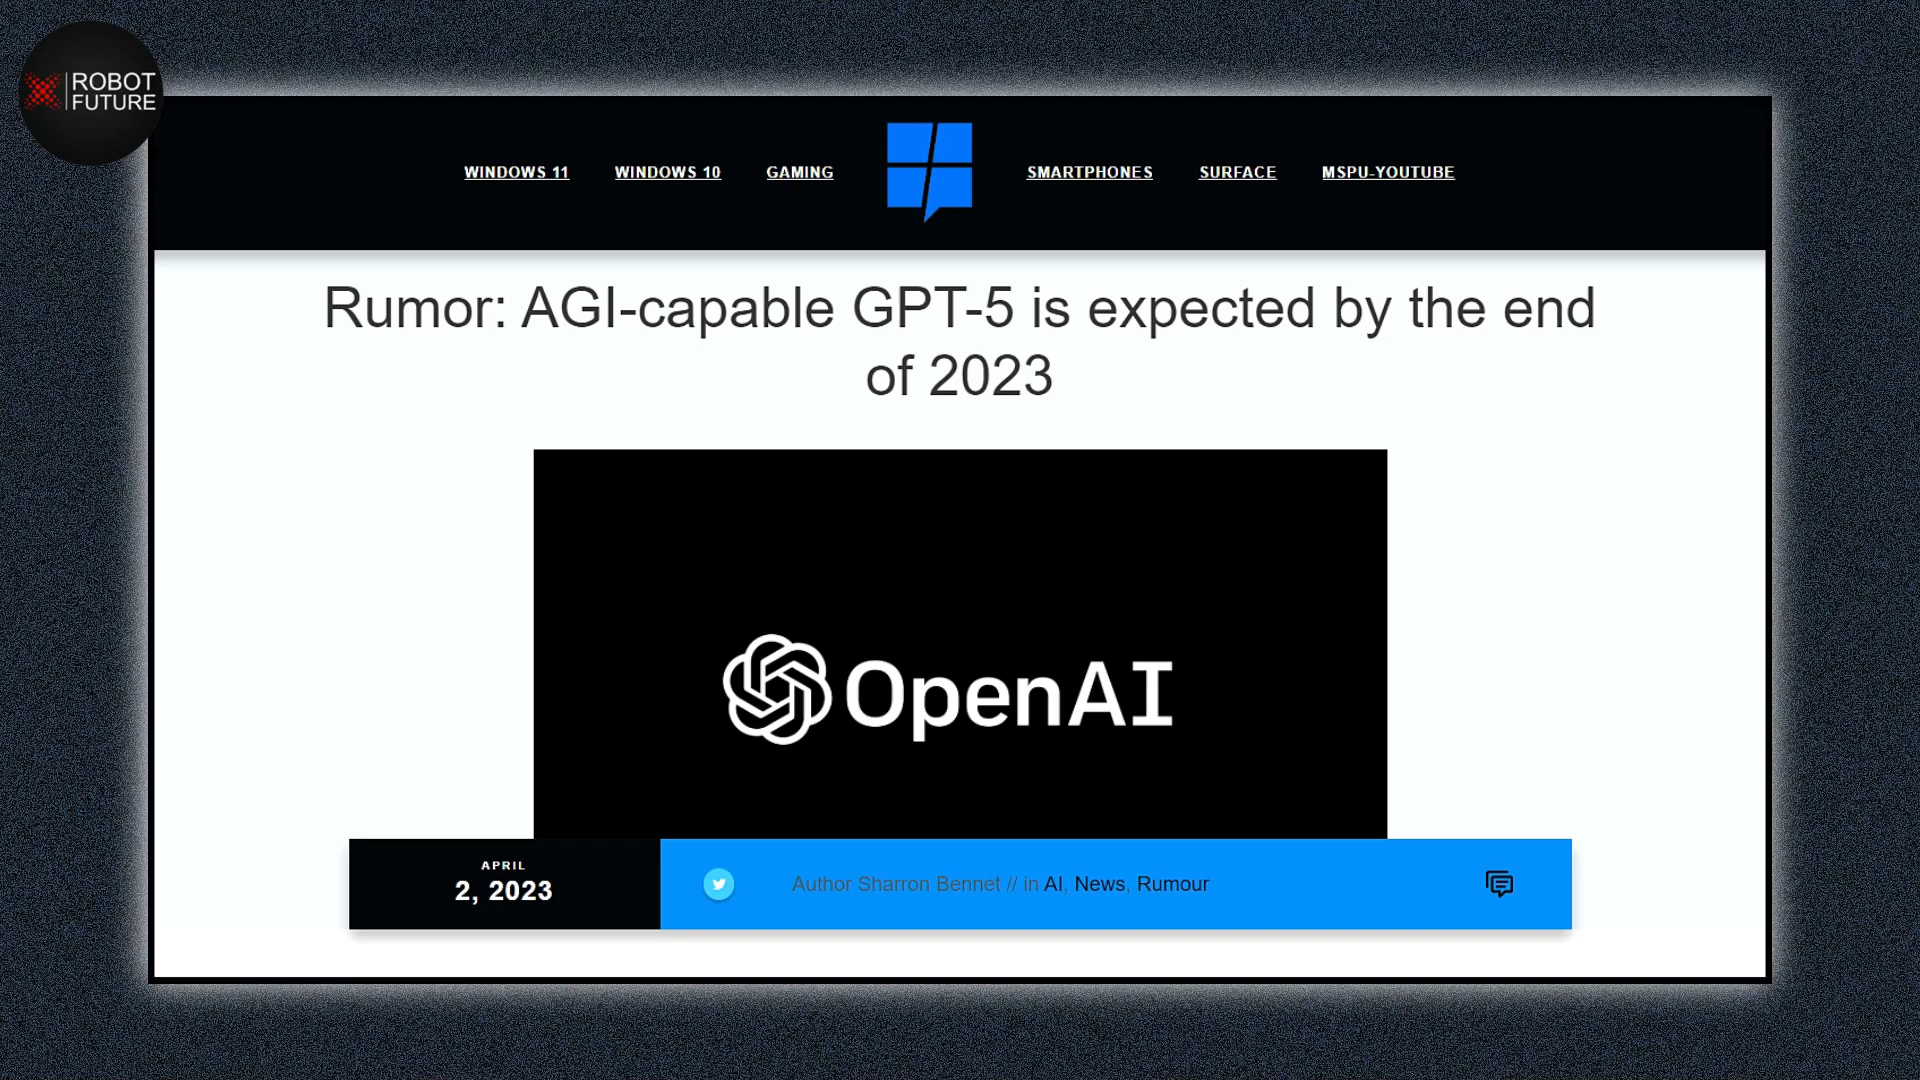 ROBOT
FUTURE
WINDOWS 11 WINDOWS 10 GAMING SMARTPHONES SURFACE MSPU-YOUTUBE
Rumor: AGI-capable GPT-5 is expected by the end
of 2023
OpenAI
APRIL
2, 2023
Author Sharron Bennet // in AI, News, Rumour